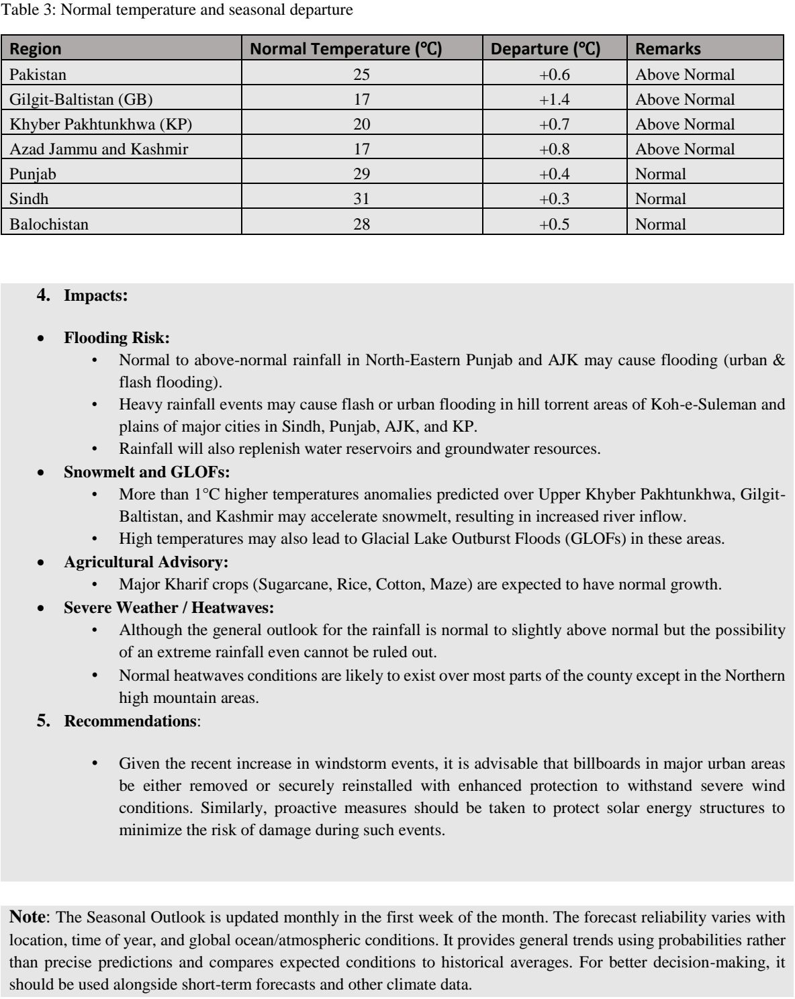 Table 3: Normal temperature and seasonal departure
Region Normal Temperature (℃) Departure (℃) Remarks
Pakistan 25 +0.6 Above Normal
Gilgit-Baltistan (GB) 17 +1.4 Above Normal
Khyber Pakhtunkhwa (KP) 20 +0.7 Above Normal
Azad Jammu and Kashmir 17 +0.8 Above Normal
Punjab 29 +0.4 Normal
Sindh 31 +0.3 Normal
Balochistan 28 +0.5 Normal
4. Impacts:
• Flooding Risk:
• Normal to above-normal rainfall in North-Eastern Punjab and AJK may cause flooding (urban &
flash flooding).
• Heavy rainfall events may cause flash or urban flooding in hill torrent areas of Koh-e-Suleman and
plains of major cities in Sindh, Punjab, AJK, and KP.
• Rainfall will also replenish water reservoirs and groundwater resources.
• Snowmelt and GLOFs:
• More than 1°C higher temperatures anomalies predicted over Upper Khyber Pakhtunkhwa, Gilgit-
Baltistan, and Kashmir may accelerate snowmelt, resulting in increased river inflow.
• High temperatures may also lead to Glacial Lake Outburst Floods (GLOFs) in these areas.
• Agricultural Advisory:
• Major Kharif crops (Sugarcane, Rice, Cotton, Maze) are expected to have normal growth.
• Severe Weather / Heatwaves:
• Although the general outlook for the rainfall is normal to slightly above normal but the possibility
of an extreme rainfall even cannot be ruled out.
• Normal heatwaves conditions are likely to exist over most parts of the county except in the Northern
high mountain areas.
5. Recommendations:
• Given the recent increase in windstorm events, it is advisable that billboards in major urban areas
be either removed or securely reinstalled with enhanced protection to withstand severe wind
conditions. Similarly, proactive measures should be taken to protect solar energy structures to
minimize the risk of damage during such events.
Note: The Seasonal Outlook is updated monthly in the first week of the month. The forecast reliability varies with
location, time of year, and global ocean/atmospheric conditions. It provides general trends using probabilities rather
than precise predictions and compares expected conditions to historical averages. For better decision-making, it
should be used alongside short-term forecasts and other climate data.